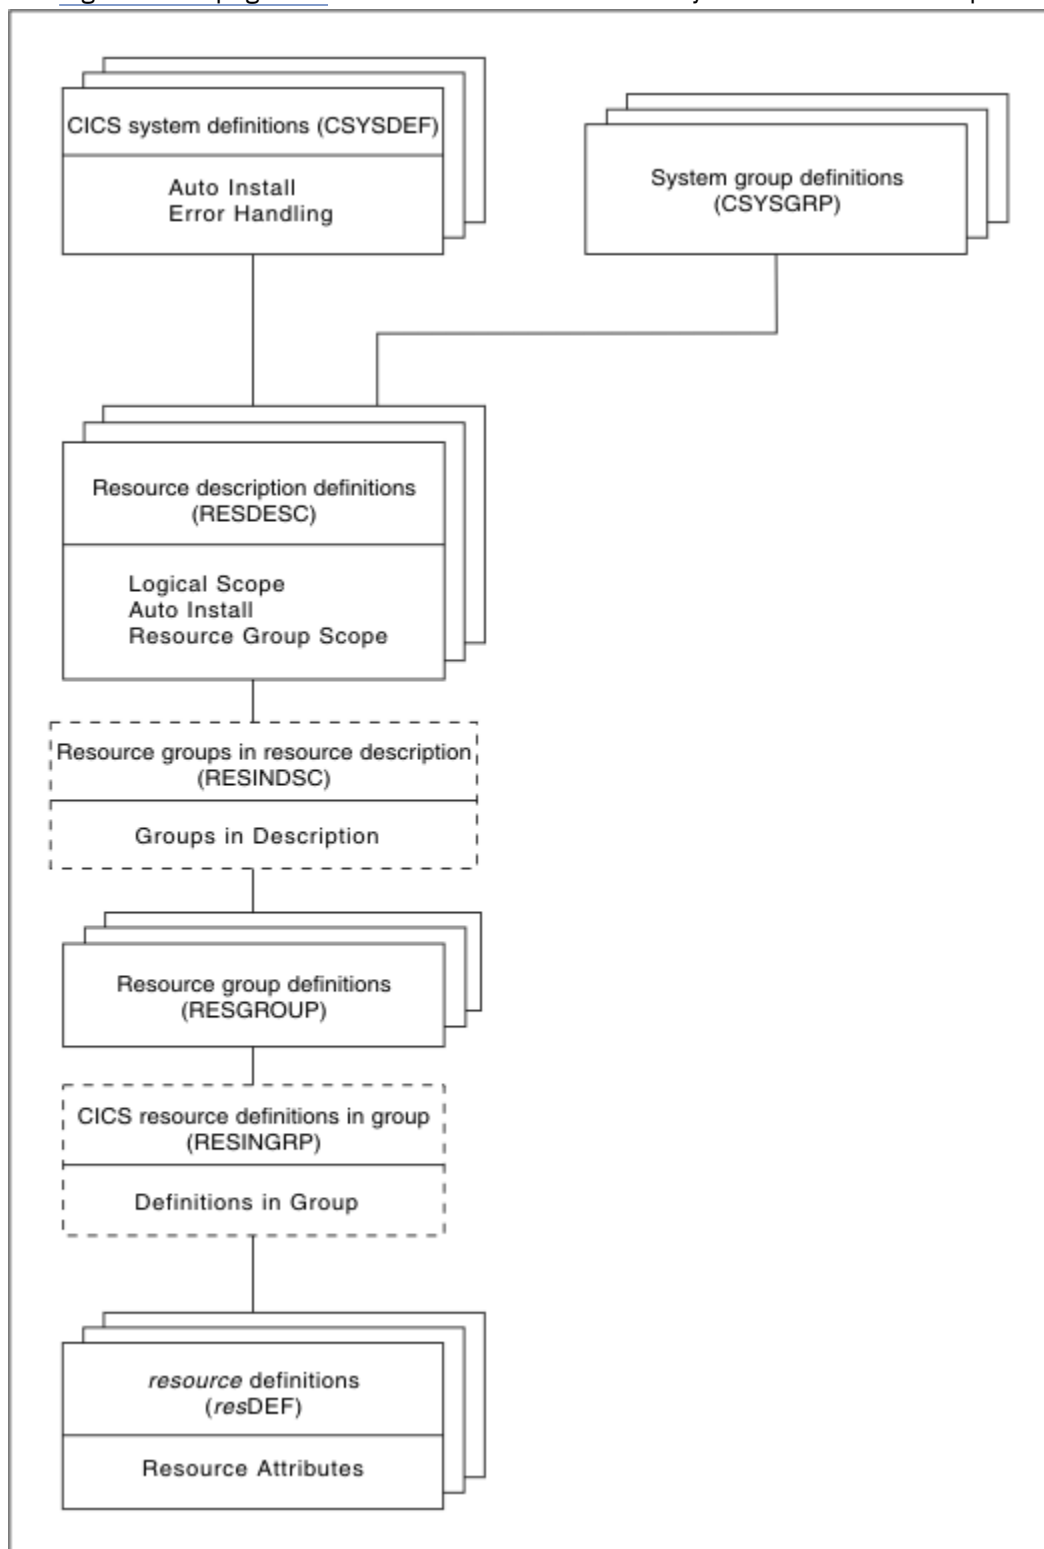 CICS system definitions (CSYSDEF)
Auto Install
Error Handling
System group definitions
(CSYSGRP)
Resource description definitions
(RESDESC)
Logical Scope
Auto Install
Resource Group Scope
Resource groups in resource description
(RESINDSC)
Groups in Description
Resource group definitions
(RESGROUP)
CICS resource definitions in group
(RESINGRP)
Definitions in Group
resource definitions
(resDEF)
Resource Attributes